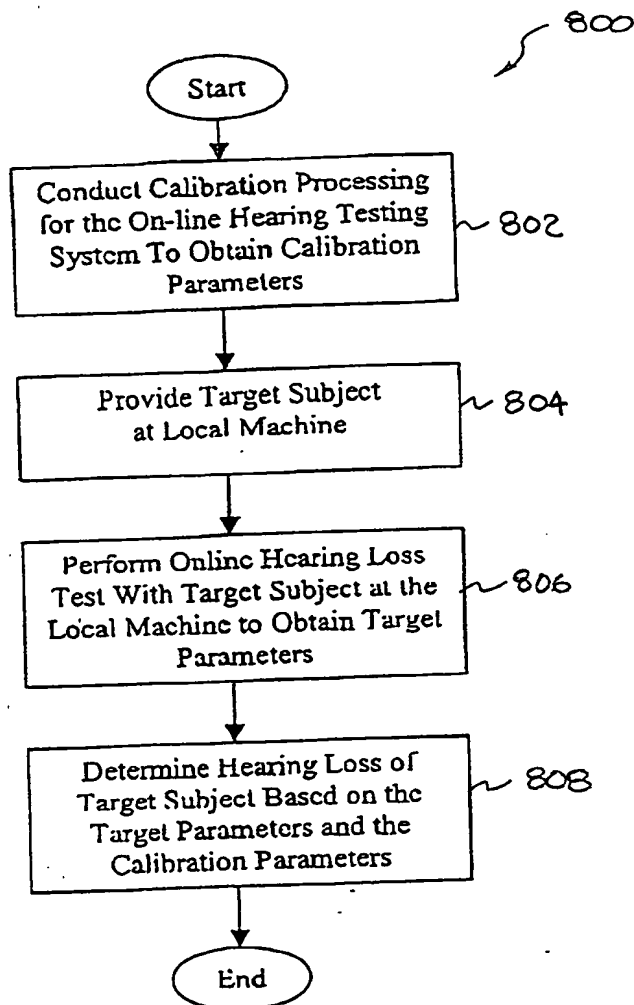 800
Start
Conduct Calibration Processing
for the On-line Hearing Testing
System To Obtain Calibration
Parameters
802
Provide Target Subject
at Local Machine
804
Perform Online Hearing Loss
Test With Target Subject at the
Local Machine to Obtain Target
Parameters
806
Determine Hearing Loss of
Target Subject Based on the
Target Parameters and the
Calibration Parameters
808
End